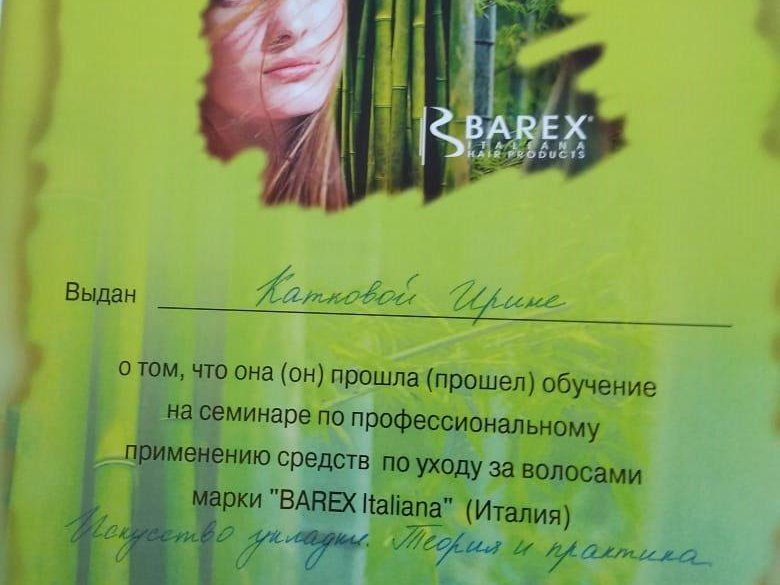 BAREX®
ITALIANA
HAIR PRODUCTS
Выдан Катковой Ирине
о том, что она (он) прошла (прошел) обучение
на семинаре по профессиональному
применению средств по уходу за волосами
марки "BAREX Italiana" (Италия)
Искусство укладки. Теория и практика